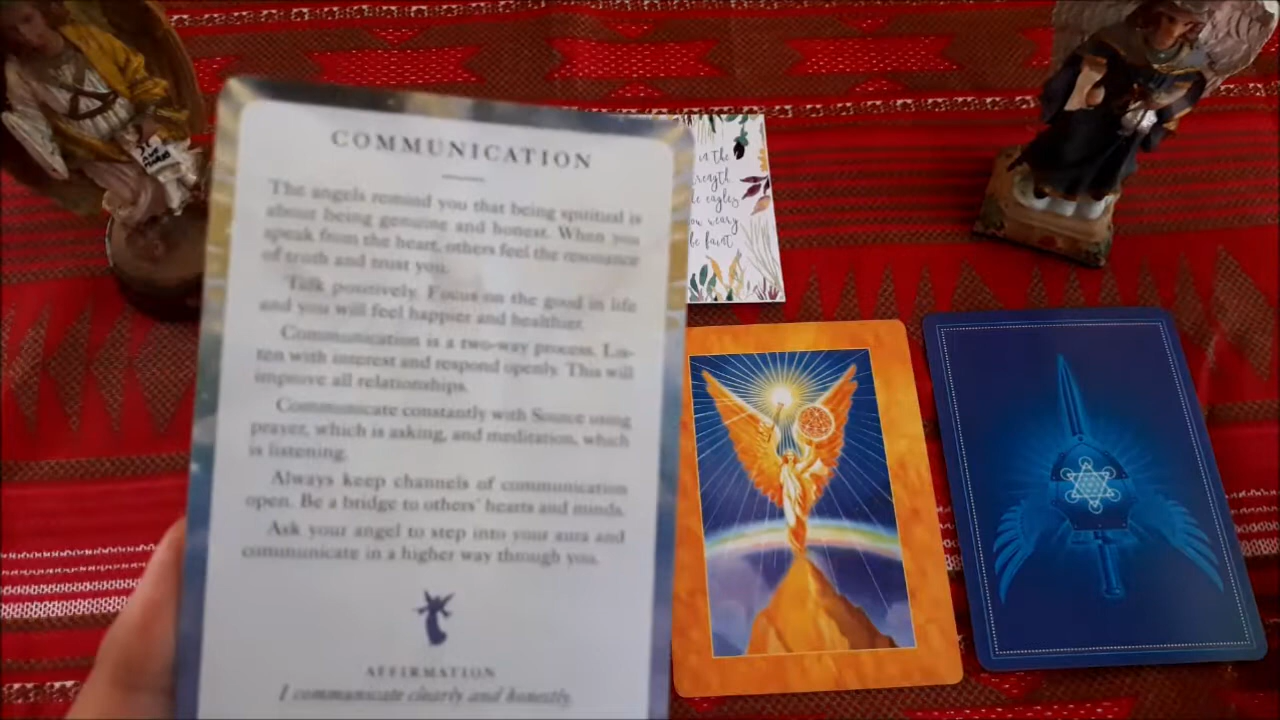 COMMUNICATION
The angels remind you that being spiritual is
about being genuine and honest. When you
speak from the heart, others feel the resonance
of truth and trust you.
Talk positively. Focus on the good in life
and you will feel happier and healthier.
Communication is a two-way process. Lis-
ten with interest and respond openly. This will
improve all relationships.
Communicate constantly with Source using
prayer, which is asking, and meditation, which
is listening.
Always keep channels of communication
open. Be a bridge to others' hearts and minds.
Ask your angel to step into your aura and
communicate in a higher way through you.
AFFIRMATION
I communicate clearly and honestly.
in the
eagles
weary
be faint